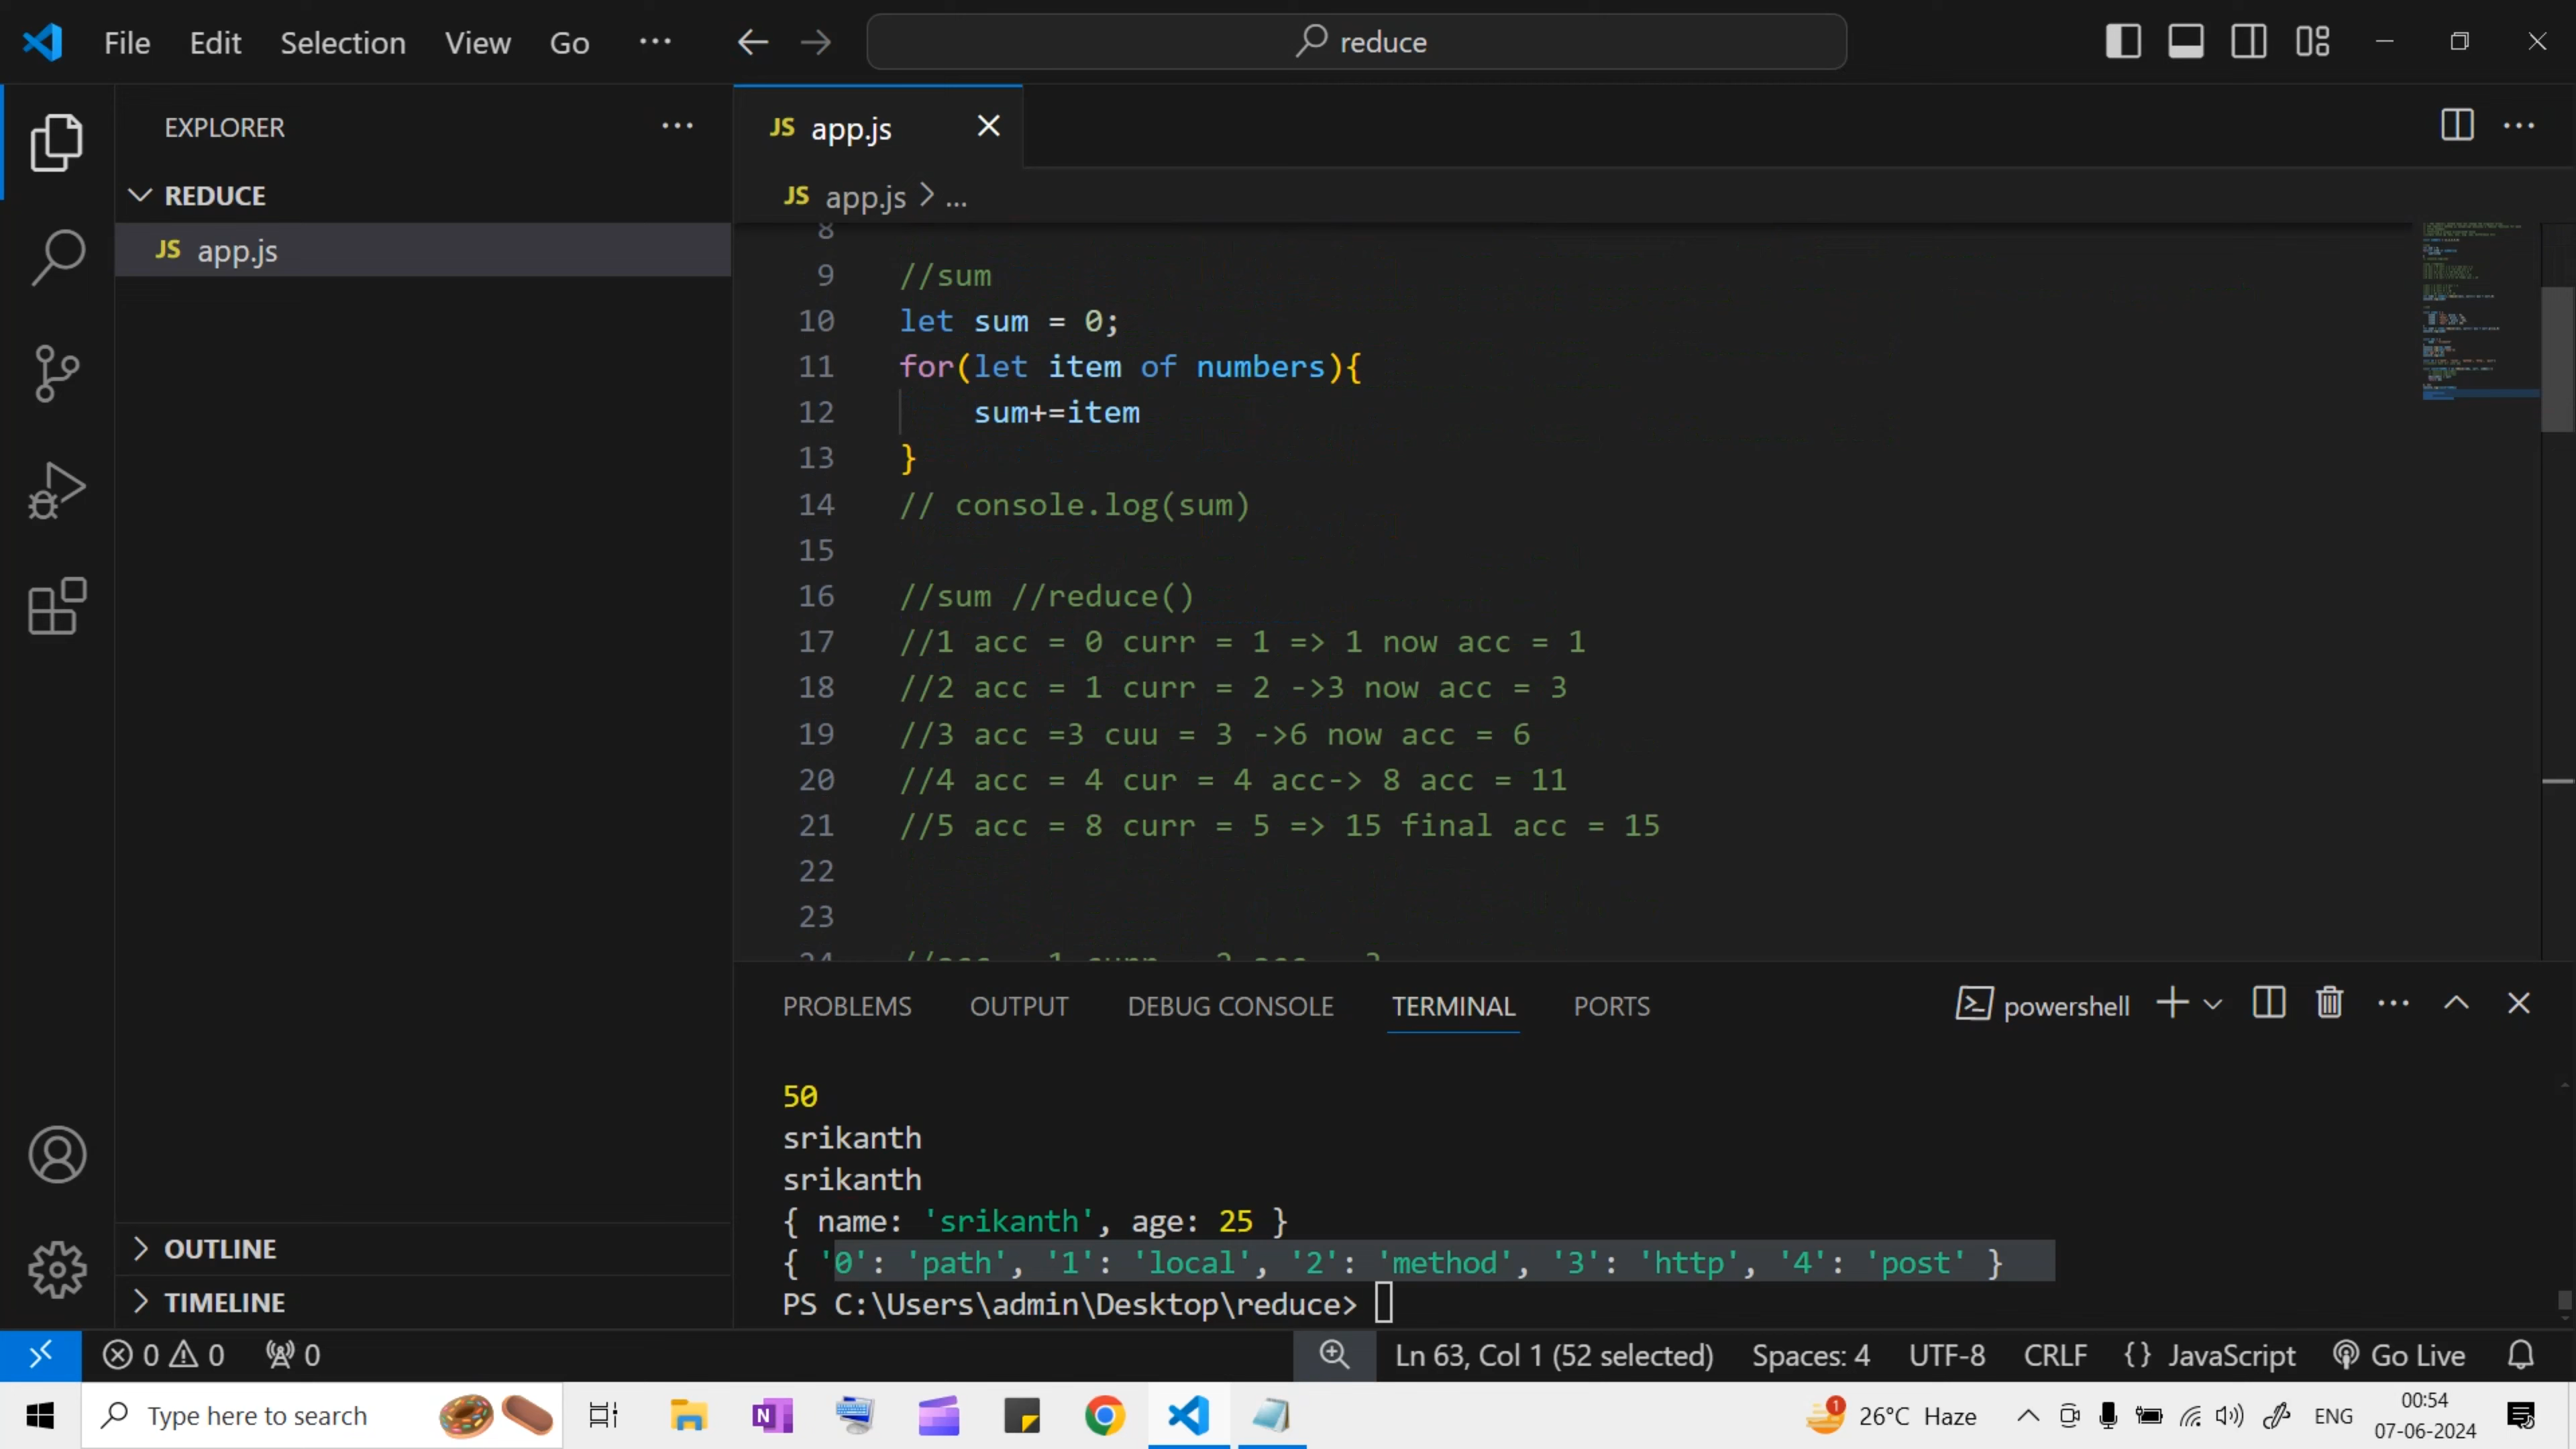 File Edit Selection View Go ... reduce
EXPLORER ...
REDUCE
JS app.js
JS app.js
JS app.js > ...
8
9 //sum
10 let sum = 0;
11 for(let item of numbers){
12 sum+=item
13 }
14 // console.log(sum)
15
16 //sum //reduce()
17 //1 acc = 0 curr = 1 => 1 now acc = 1
18 //2 acc = 1 curr = 2 ->3 now acc = 3
19 //3 acc =3 cuu = 3 ->6 now acc = 6
20 //4 acc = 4 cur = 4 acc-> 8 acc = 11
21 //5 acc = 8 curr = 5 => 15 final acc = 15
22
23
PROBLEMS OUTPUT DEBUG CONSOLE TERMINAL PORTS powershell
50
srikanth
srikanth
{ name: 'srikanth', age: 25 }
{ '0': 'path', '1': 'local', '2': 'method', '3': 'http', '4': 'post' }
PS C:\Users\admin\Desktop\reduce>
OUTLINE
TIMELINE
0 0 0 Ln 63, Col 1 (52 selected) Spaces: 4 UTF-8 CRLF {} JavaScript Go Live
Type here to search 1 26°C Haze ENG 00:54
07-06-2024